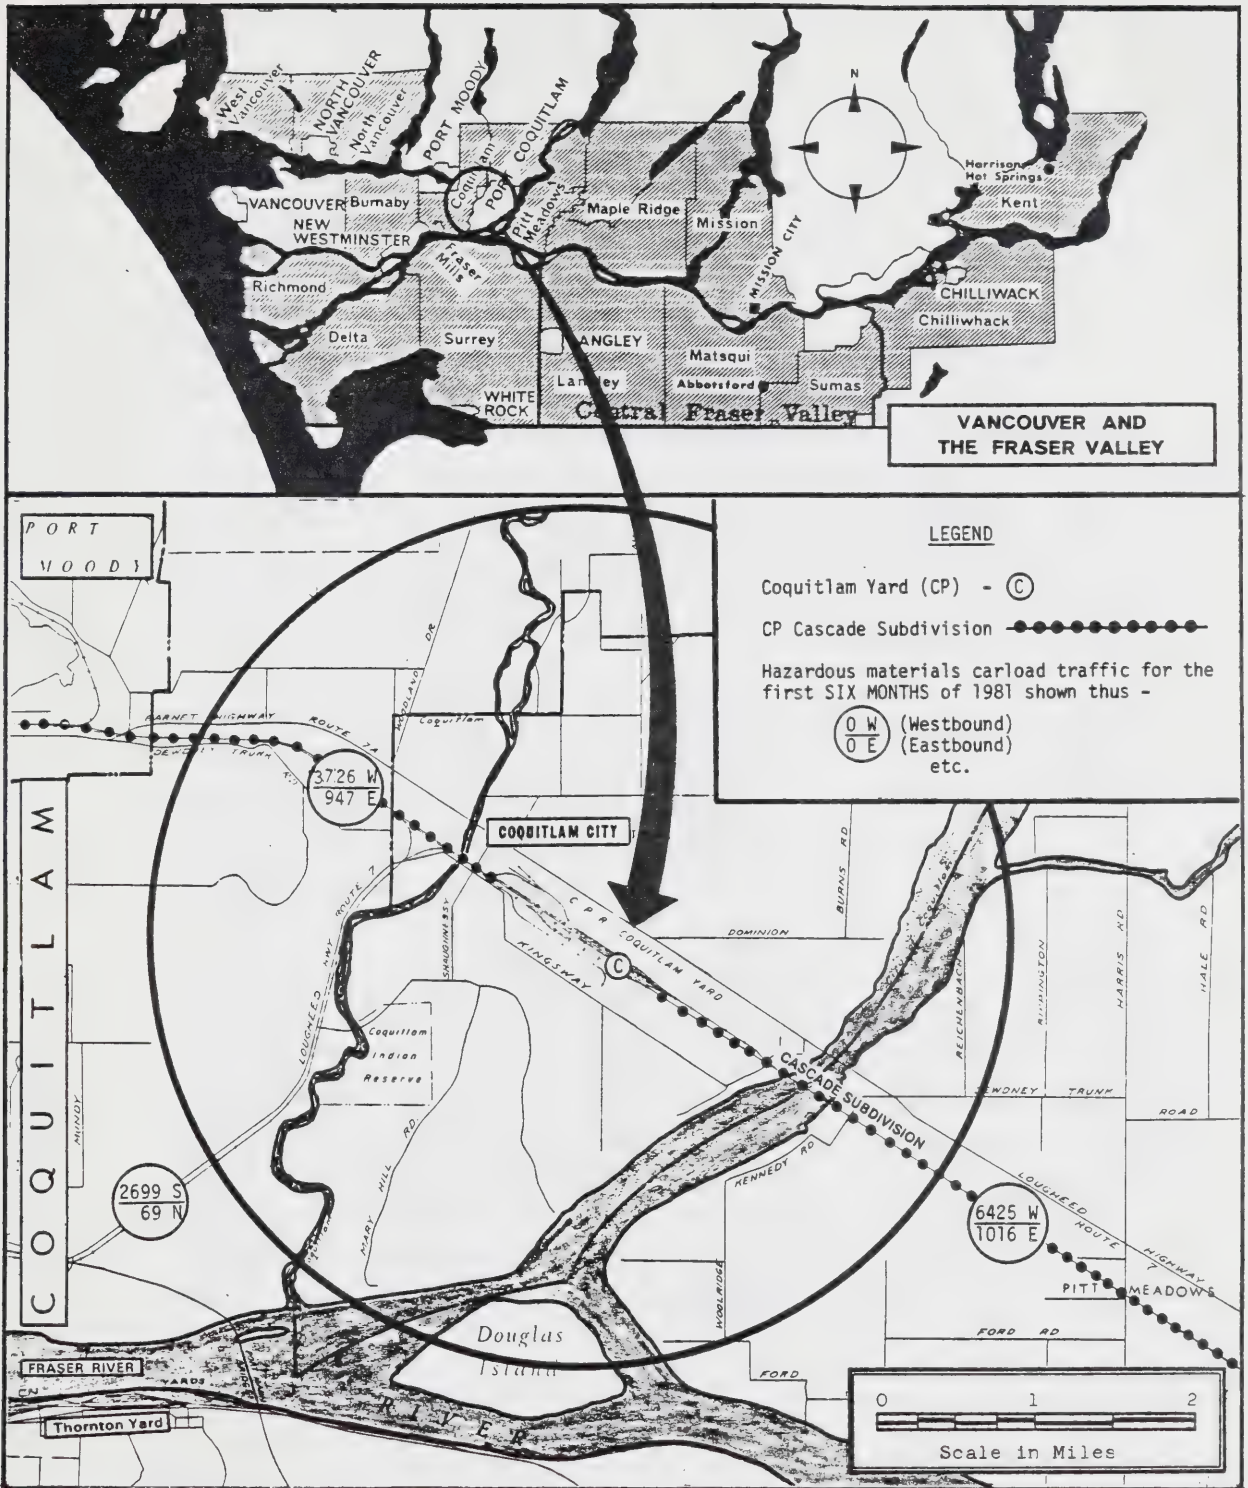 West
Vancouver
NORTH
VANCOUVER
North
Vancouver
PORT MOODY
Coquitlam
PORT COQUITLAM
Pitt
Meadows
N
Harrison
Hot Springs
Kent
VANCOUVER
Burnaby
NEW
WESTMINSTER
Maple Ridge
Mission
MISSION CITY
Fraser
Mills
Richmond
CHILLIWACK
Chilliwhack
Delta
Surrey
LANGLEY
Matsqui
Langley
Abbotsford
Sumas
WHITE
ROCK
Central Fraser Valley
VANCOUVER AND
THE FRASER VALLEY
PORT
MOODY
LEGEND
Coquitlam Yard (CP) - C
CP Cascade Subdivision
Hazardous materials carload traffic for the
first SIX MONTHS of 1981 shown thus -
0 W (Westbound)
0 E (Eastbound)
etc.
WOODLAND DR
Coquitlam
BARNET HIGHWAY
ROUTE 7A
DEWDNEY TRUNK
RD
3726 W
947 E
COQUITLAM CITY
COQUITLAM
ROUTE 7
LOUGHEED HWY
SHAUGHNESSY
KINGSWAY
C P R COQUITLAM YARD
C
DOMINION
BURNS RD
REICHENBACH
HARRIS RD
HALE RD
Coquitlam
Indian
Reserve
CASCADE SUBDIVISION
DEWDNEY TRUNK
ROAD
MUNDY
MARY HILL RD.
KENNEDY RD
2699 S
69 N
6425 W
1016 E
LOUGHEED HIGHWAY
ROUTE 7
WOOLRIDGE
PITT MEADOWS
FORD RD
FORD
Douglas
Island
FRASER RIVER
CN
YARDS
RIVER
Thornton Yard
0 1 2
Scale in Miles